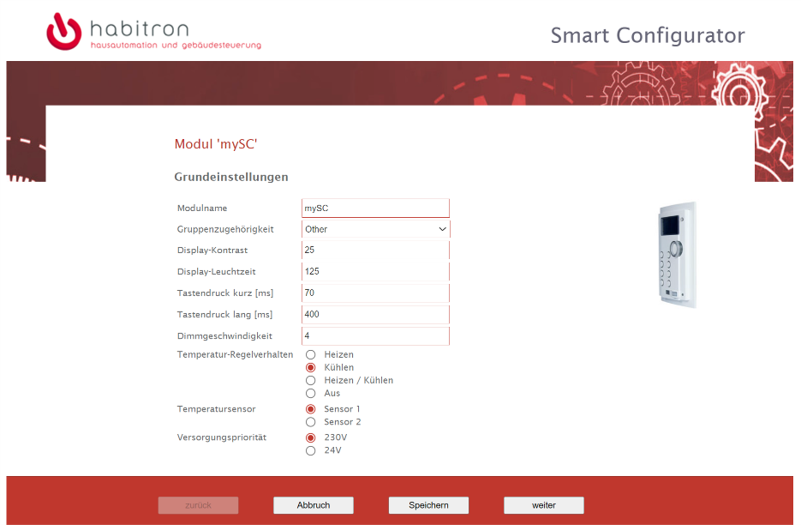 habitron
hausautomation und gebäudesteuerung
Smart Configurator
Modul 'mySC'
Grundeinstellungen
Modulname mySC
Gruppenzugehörigkeit Other
Display-Kontrast 25
Display-Leuchtzeit 125
Tastendruck kurz [ms] 70
Tastendruck lang [ms] 400
Dimmgeschwindigkeit 4
Temperatur-Regelverhalten Heizen
Kühlen
Heizen / Kühlen
Aus
Temperatursensor Sensor 1
Sensor 2
Versorgungspriorität 230V
24V
zurück Abbruch Speichern weiter